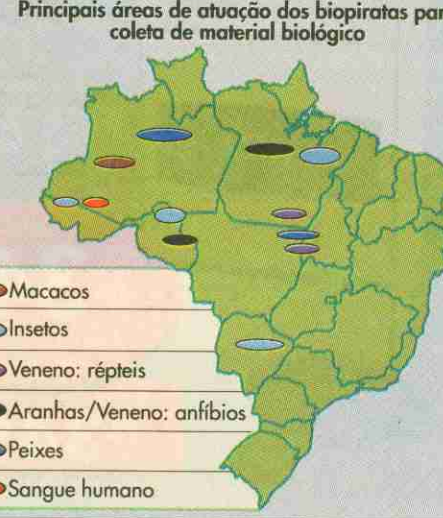 Principais áreas de atuação dos biopiratas par
coleta de material biológico
Macacos
Insetos
Veneno: répteis
Aranhas/Veneno: anfíbios
Peixes
Sangue humano